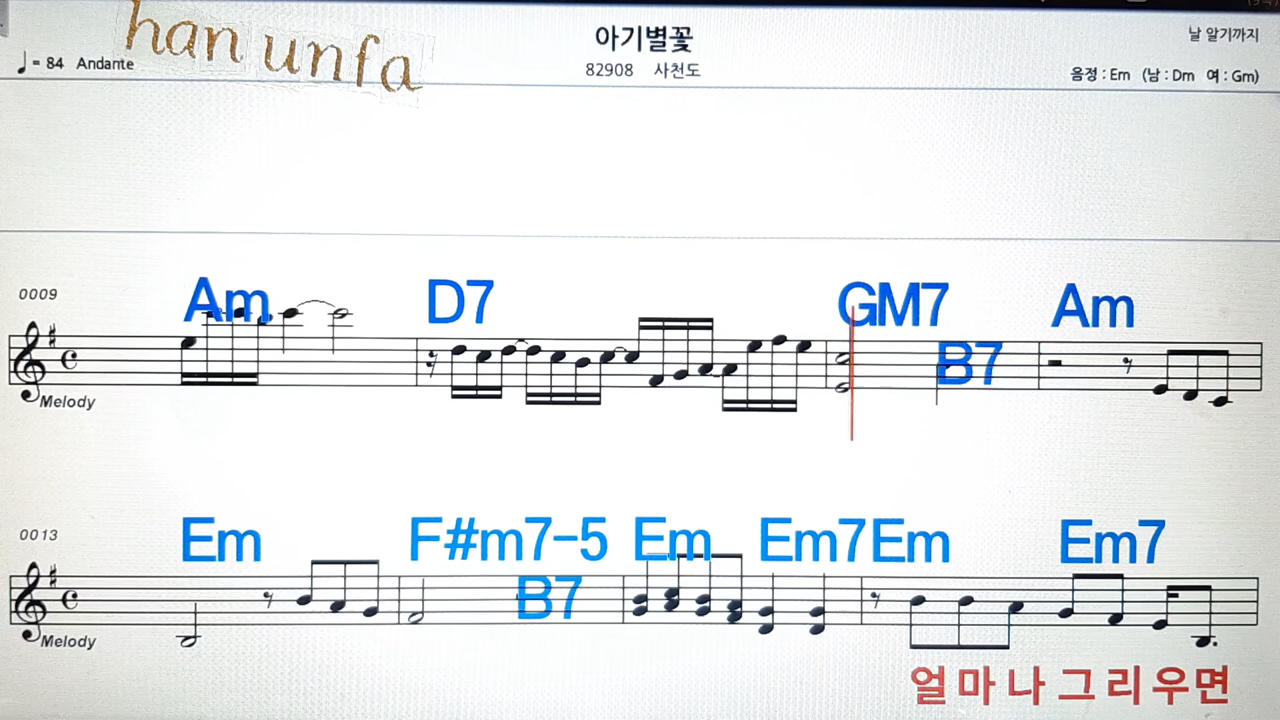 han unfa
아기별꽃
날 알기까지
♩= 84 Andante
82908 사천도
음정 : Em (남 : Dm 여 : Gm)
0009
Am D7 GM7 B7 Am
Melody
0013
Em F#m7-5 B7 Em Em7 Em Em7
Melody
얼마나 그리우면